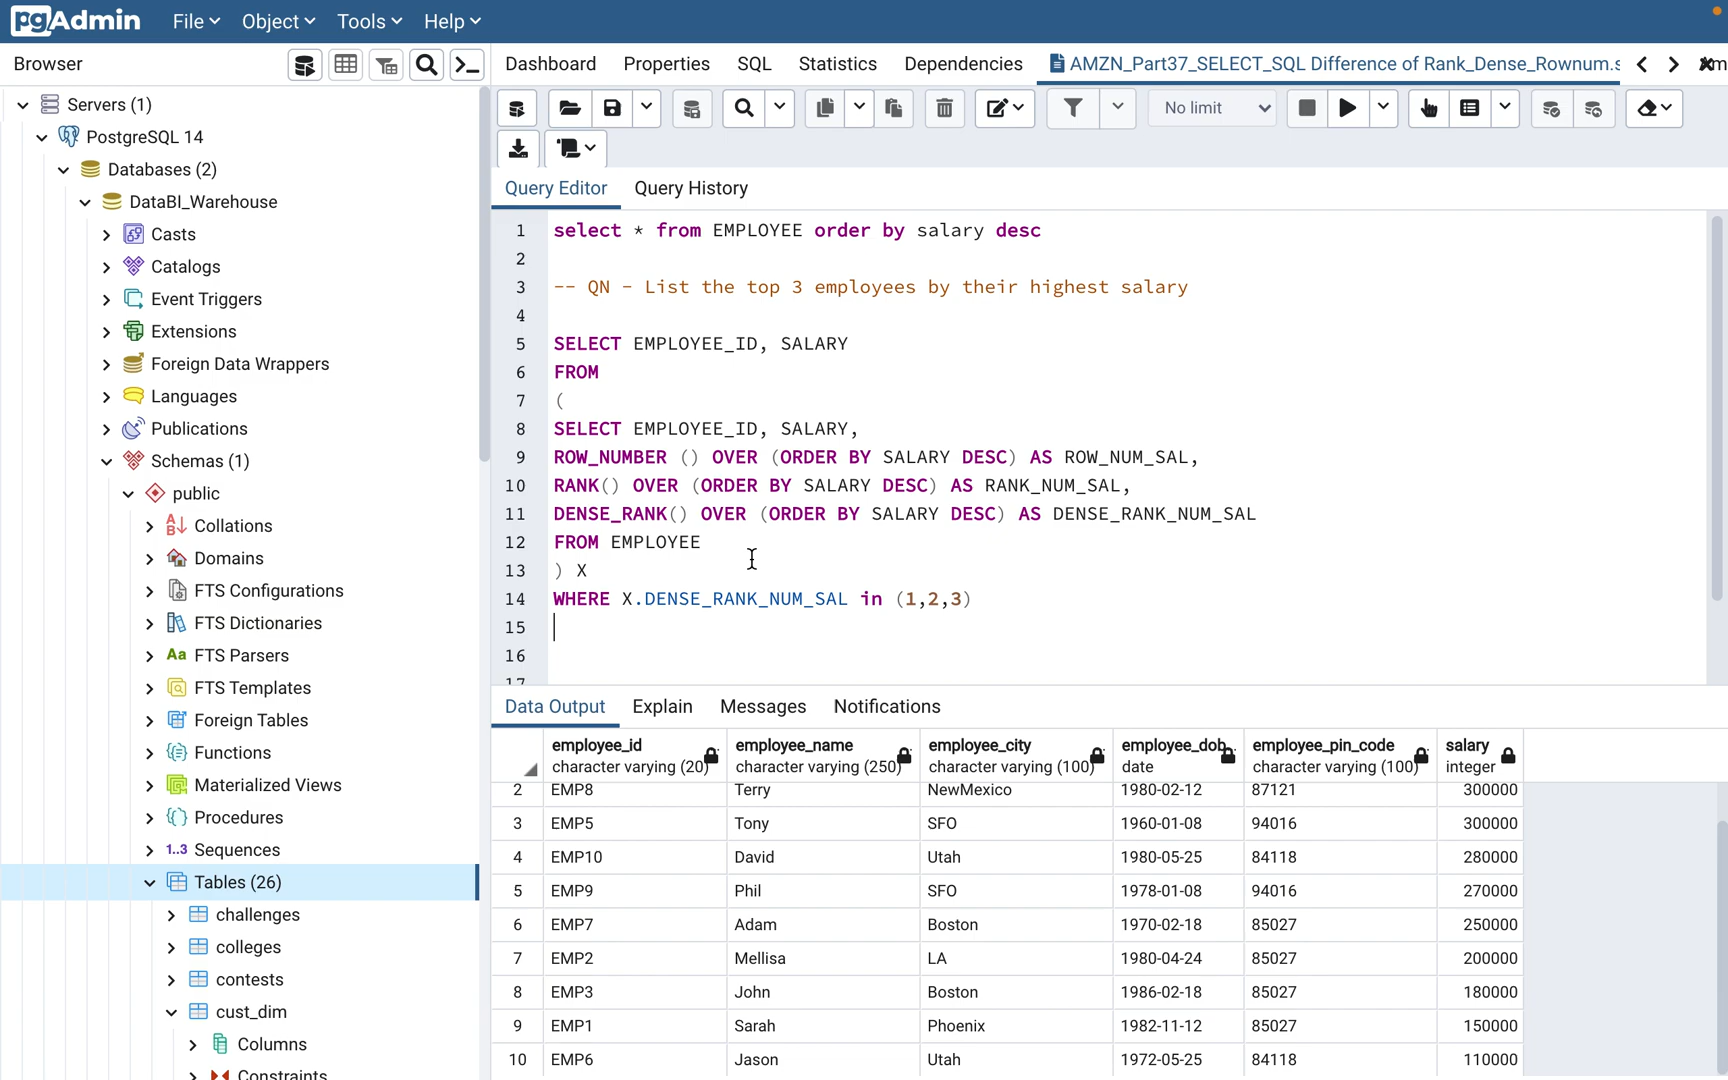 pgAdmin File Object Tools Help
Browser
Dashboard Properties SQL Statistics Dependencies AMZN_Part37_SELECT_SQL Difference of Rank_Dense_Rownum.s
No limit
Query Editor Query History
Servers (1)
PostgreSQL 14
Databases (2)
DataBI_Warehouse
Casts
Catalogs
Event Triggers
Extensions
Foreign Data Wrappers
Languages
Publications
Schemas (1)
public
Collations
Domains
FTS Configurations
FTS Dictionaries
FTS Parsers
Aa FTS Templates
Foreign Tables
Functions
Materialized Views
Procedures
1..3 Sequences
Tables (26)
challenges
colleges
contests
cust_dim
Columns
Constraints
1 select * from EMPLOYEE order by salary desc
2
3 -- QN - List the top 3 employees by their highest salary
4
5 SELECT EMPLOYEE_ID, SALARY
6 FROM
7 (
8 SELECT EMPLOYEE_ID, SALARY,
9 ROW_NUMBER () OVER (ORDER BY SALARY DESC) AS ROW_NUM_SAL,
10 RANK() OVER (ORDER BY SALARY DESC) AS RANK_NUM_SAL,
11 DENSE_RANK() OVER (ORDER BY SALARY DESC) AS DENSE_RANK_NUM_SAL
12 FROM EMPLOYEE
13 ) X
14 WHERE X.DENSE_RANK_NUM_SAL in (1,2,3)
15
16
17
Data Output Explain Messages Notifications
employee_id employee_name employee_city employee_dob employee_pin_code salary
character varying (20) character varying (250) character varying (100) date character varying (100) integer
2 EMP8 Terry NewMexico 1980-02-12 87121 300000
3 EMP5 Tony SFO 1960-01-08 94016 300000
4 EMP10 David Utah 1980-05-25 84118 280000
5 EMP9 Phil SFO 1978-01-08 94016 270000
6 EMP7 Adam Boston 1970-02-18 85027 250000
7 EMP2 Mellisa LA 1980-04-24 85027 200000
8 EMP3 John Boston 1986-02-18 85027 180000
9 EMP1 Sarah Phoenix 1982-11-12 85027 150000
10 EMP6 Jason Utah 1972-05-25 84118 110000